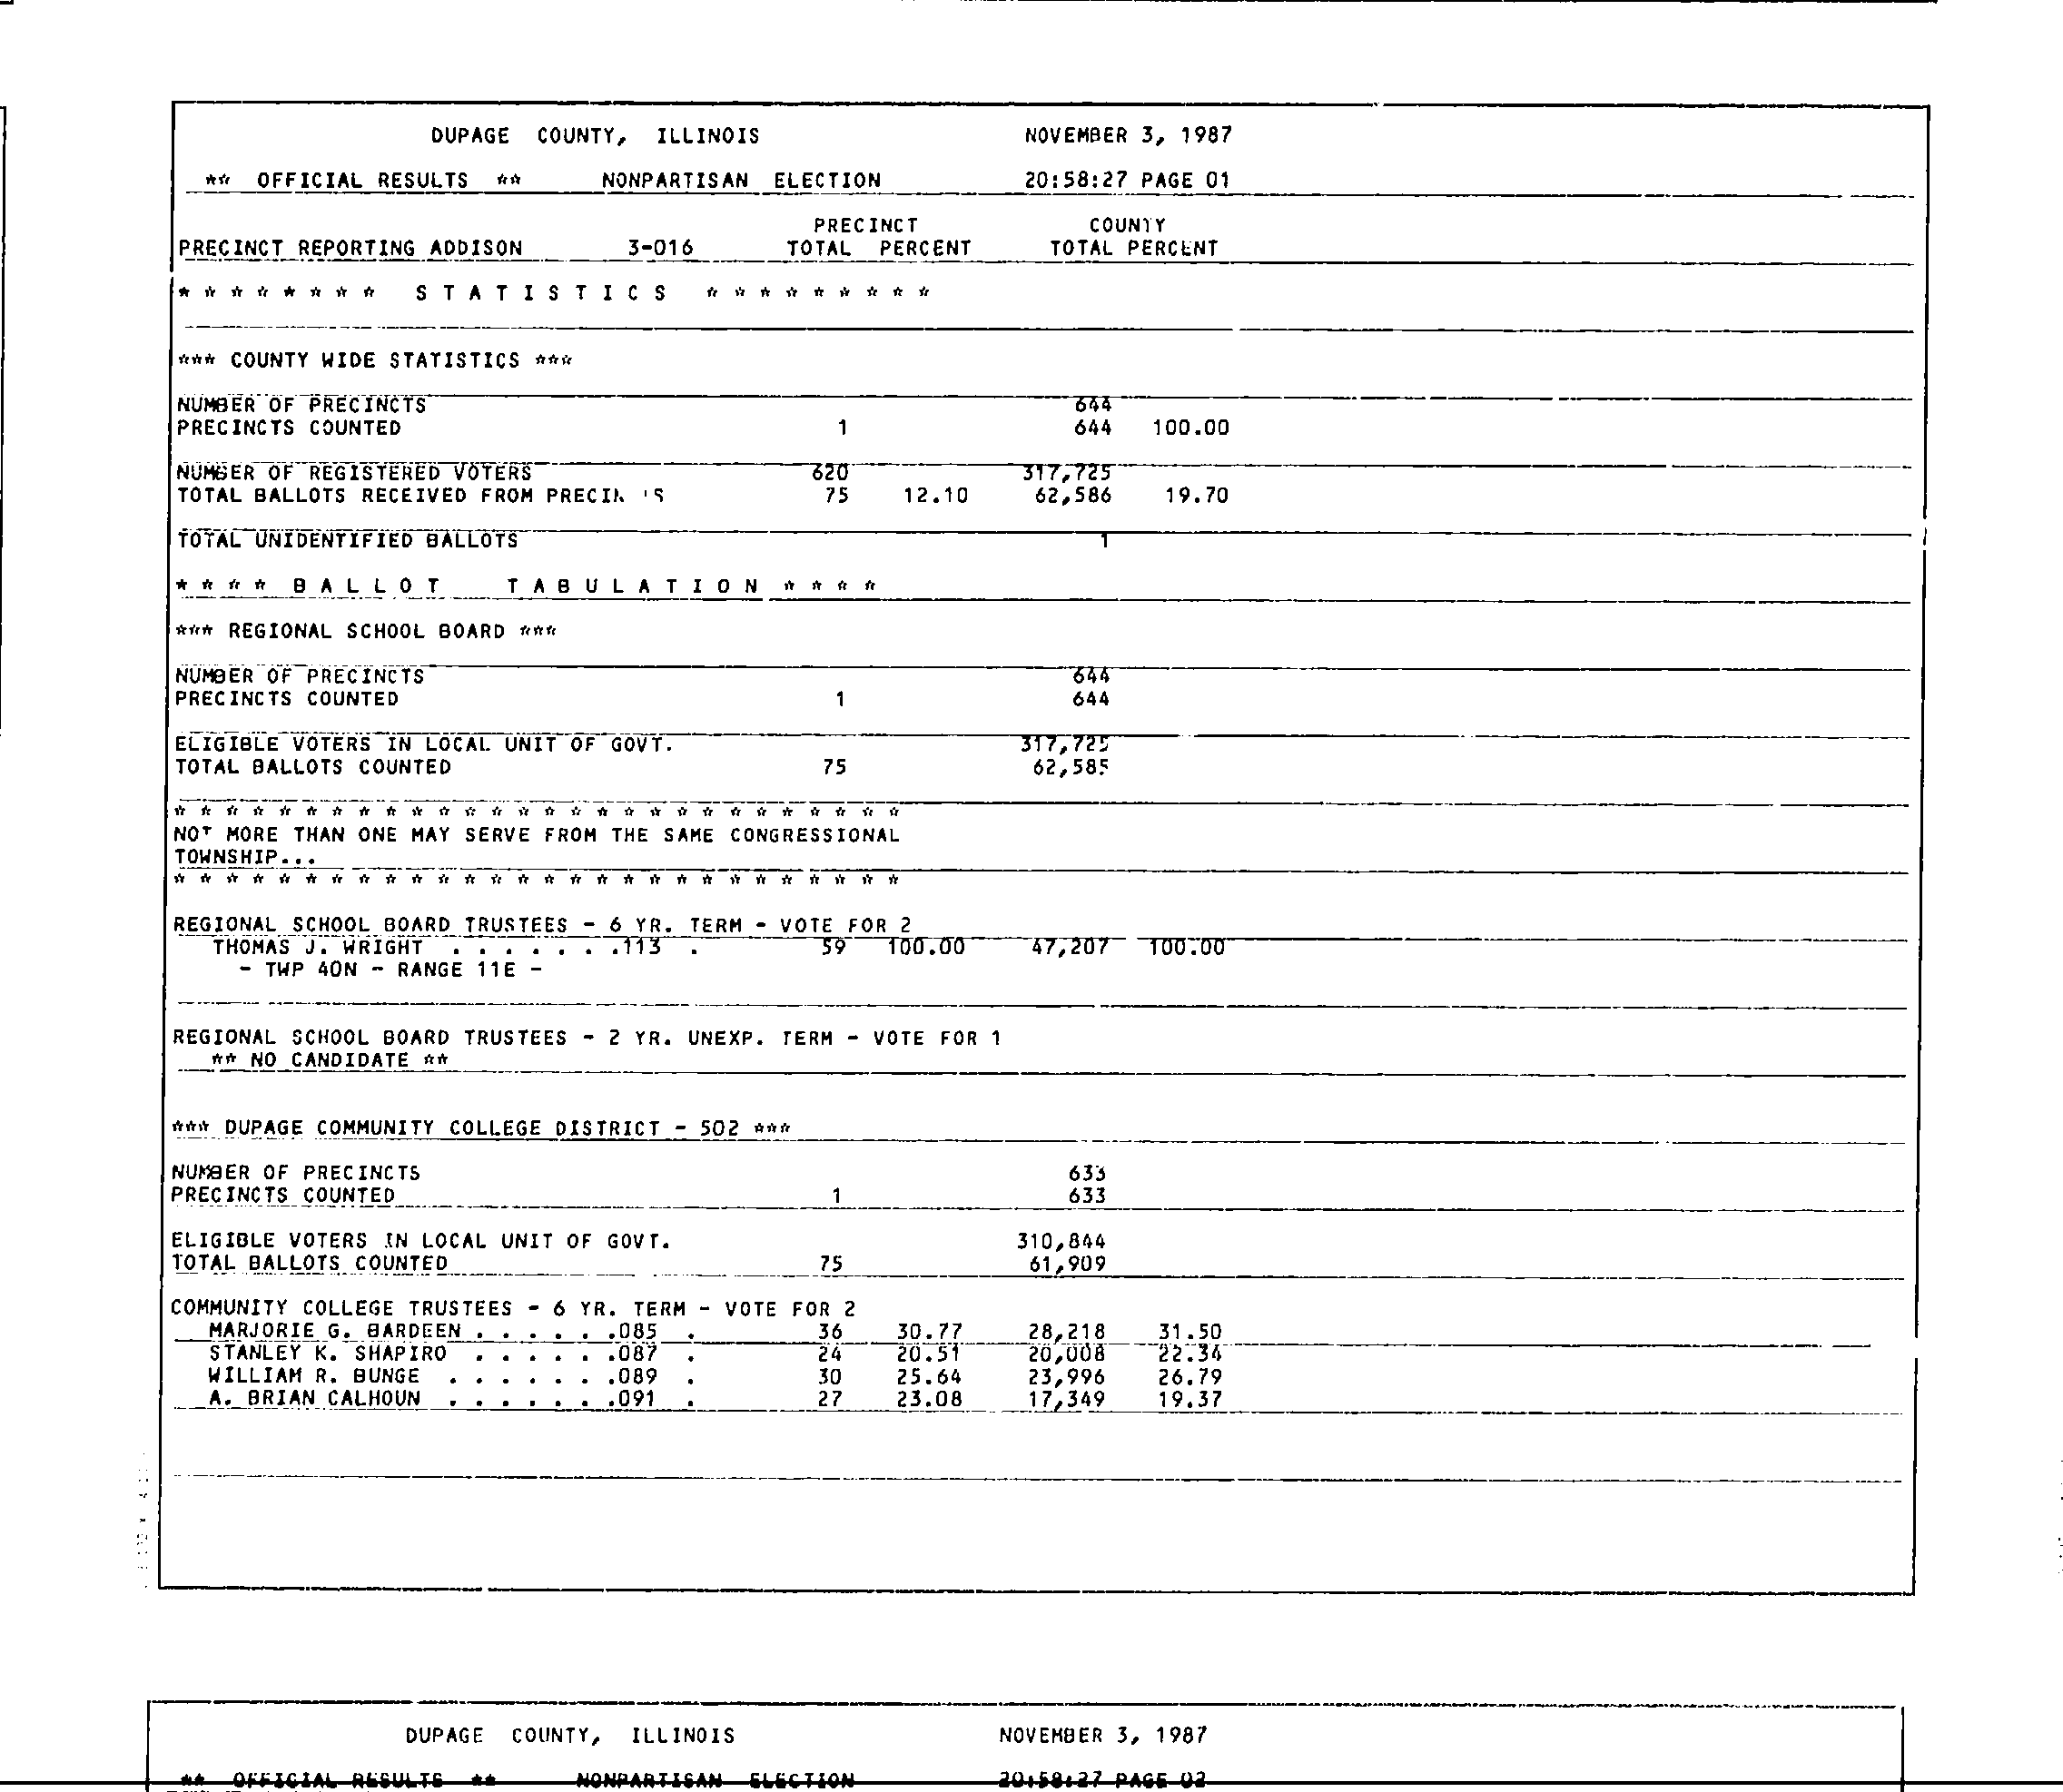 DUPAGE COUNTY, ILLINOIS NOVEMBER 3, 1987
** OFFICIAL RESULTS ** NONPARTISAN ELECTION 20:58:27 PAGE 01
PRECINCT COUNTY
PRECINCT REPORTING ADDISON 3-016 TOTAL PERCENT TOTAL PERCENT
* * * * * * * * S T A T I S T I C S * * * * * * * * *
*** COUNTY WIDE STATISTICS ***
NUMBER OF PRECINCTS 644
PRECINCTS COUNTED 1 644 100.00
NUMBER OF REGISTERED VOTERS 620 317,725
TOTAL BALLOTS RECEIVED FROM 75 12.10 62,586 19.70
TOTAL UNIDENTIFIED BALLOTS 1
* * * * B A L L O T T A B U L A T I O N * * * *
*** REGIONAL SCHOOL BOARD ***
NUMBER OF PRECINCTS 644
PRECINCTS COUNTED 1 644
ELIGIBLE VOTERS IN LOCAL UNIT OF GOVT. 317,725
TOTAL BALLOTS COUNTED 75 62,585
* * * * * * * * * * * * * * * * * * * * * * * * * * * *
NOT MORE THAN ONE MAY SERVE FROM THE SAME CONGRESSIONAL
TOWNSHIP...
* * * * * * * * * * * * * * * * * * * * * * * * * * * *
REGIONAL SCHOOL BOARD TRUSTEES - 6 YR. TERM - VOTE FOR 2
THOMAS J. WRIGHT . . . . . . .113 . 59 100.00 47,207 100.00
- TWP 40N - RANGE 11E -
REGIONAL SCHOOL BOARD TRUSTEES - 2 YR. UNEXP. TERM - VOTE FOR 1
** NO CANDIDATE **
*** DUPAGE COMMUNITY COLLEGE DISTRICT - 502 ***
NUMBER OF PRECINCTS 633
PRECINCTS COUNTED 1 633
ELIGIBLE VOTERS IN LOCAL UNIT OF GOVT. 310,844
TOTAL BALLOTS COUNTED 75 61,909
COMMUNITY COLLEGE TRUSTEES - 6 YR. TERM - VOTE FOR 2
MARJORIE G. BARDEEN . . . . . .085 . 36 30.77 28,218 31.50
STANLEY K. SHAPIRO . . . . . .087 . 24 20.51 20,008 22.34
WILLIAM R. BUNGE . . . . . . .089 . 30 25.64 23,996 26.79
A. BRIAN CALHOUN . . . . . . .091 . 27 23.08 17,349 19.37
DUPAGE COUNTY, ILLINOIS NOVEMBER 3, 1987
** OFFICIAL RESULTS ** NONPARTISAN ELECTION 20:58:27 PAGE 02